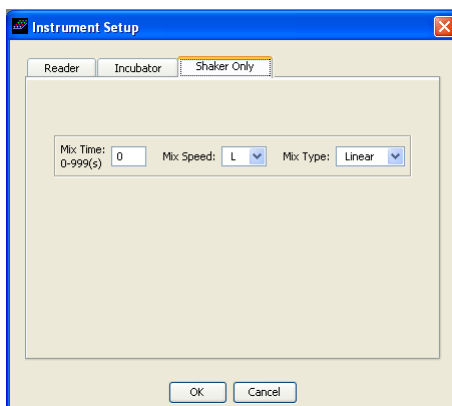 Instrument Setup
Reader Incubator Shaker Only
Mix Time: 0 Mix Speed: L Mix Type: Linear
0-999(s)
OK Cancel